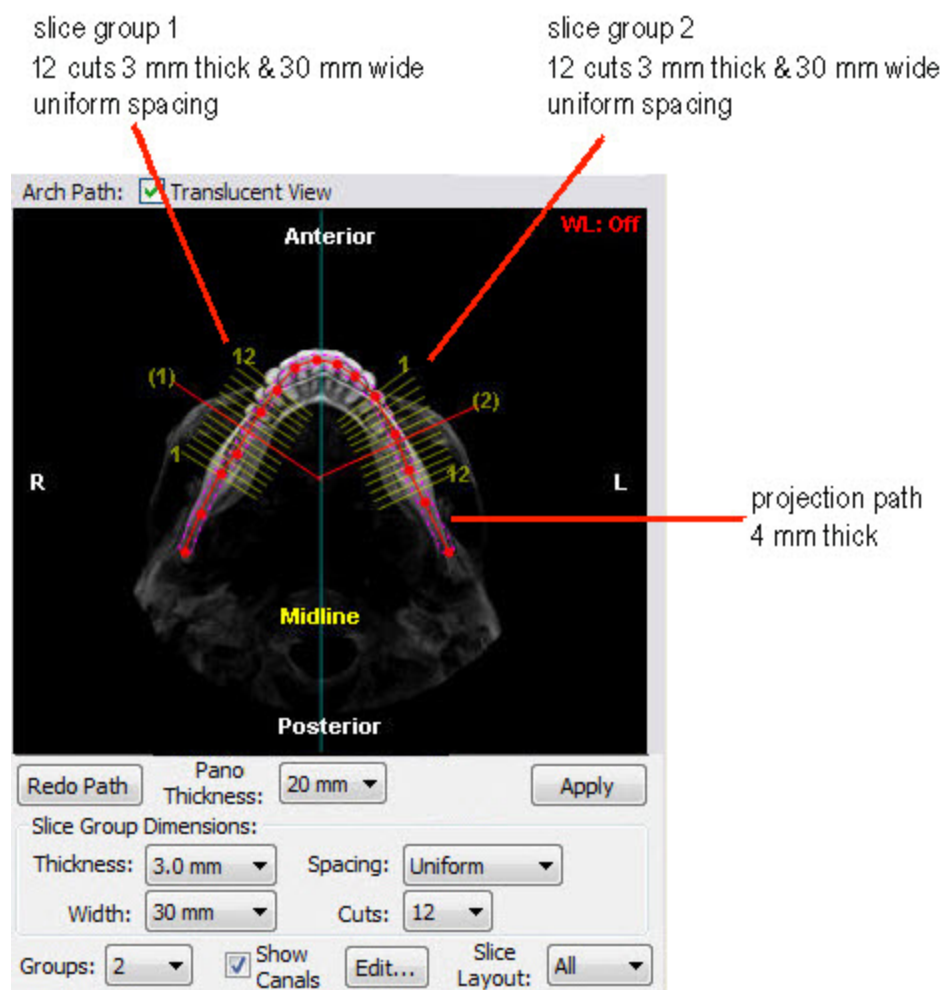 slice group 1
12 cuts 3 mm thick & 30 mm wide
uniform spacing
slice group 2
12 cuts 3 mm thick & 30 mm wide
uniform spacing
Arch Path: Translucent View
WL: Off
Anterior
12
1
(1)
(2)
1
12
R
L
projection path
4 mm thick
Midline
Posterior
Redo Path
Pano
Thickness:
20 mm
Apply
Slice Group Dimensions:
Thickness: 3.0 mm Spacing: Uniform
Width: 30 mm Cuts: 12
Groups: 2
Show
Canals
Edit...
Slice
Layout:
All